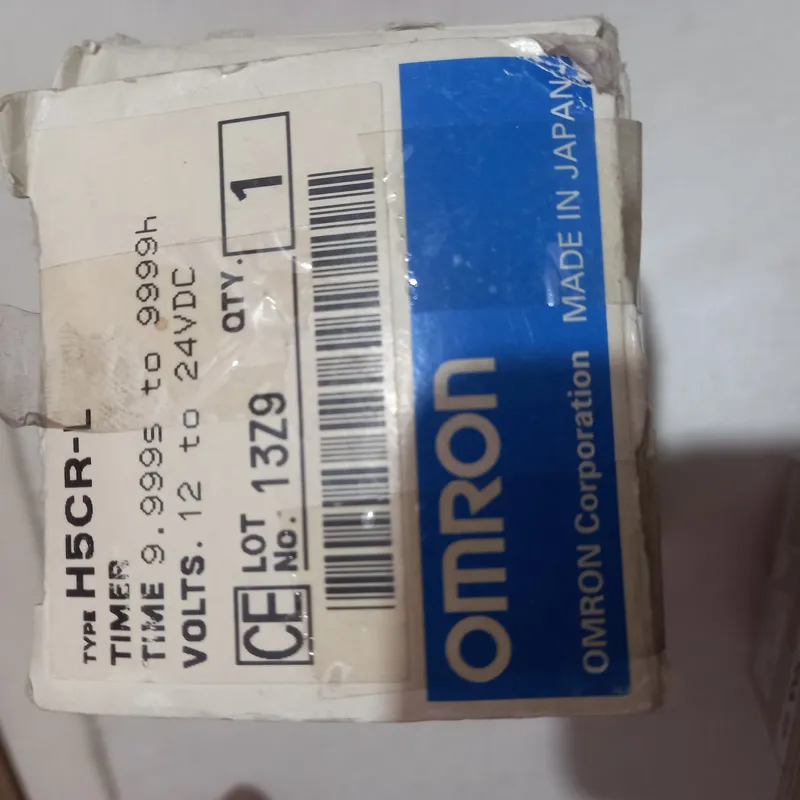 TYPE H5CR-L
TIMER
TIME 9.999s to 9999h
VOLTS. 12 to 24VDC
CE LOT No. 13Z9 QTY. 1
OMRON
OMRON Corporation MADE IN JAPAN